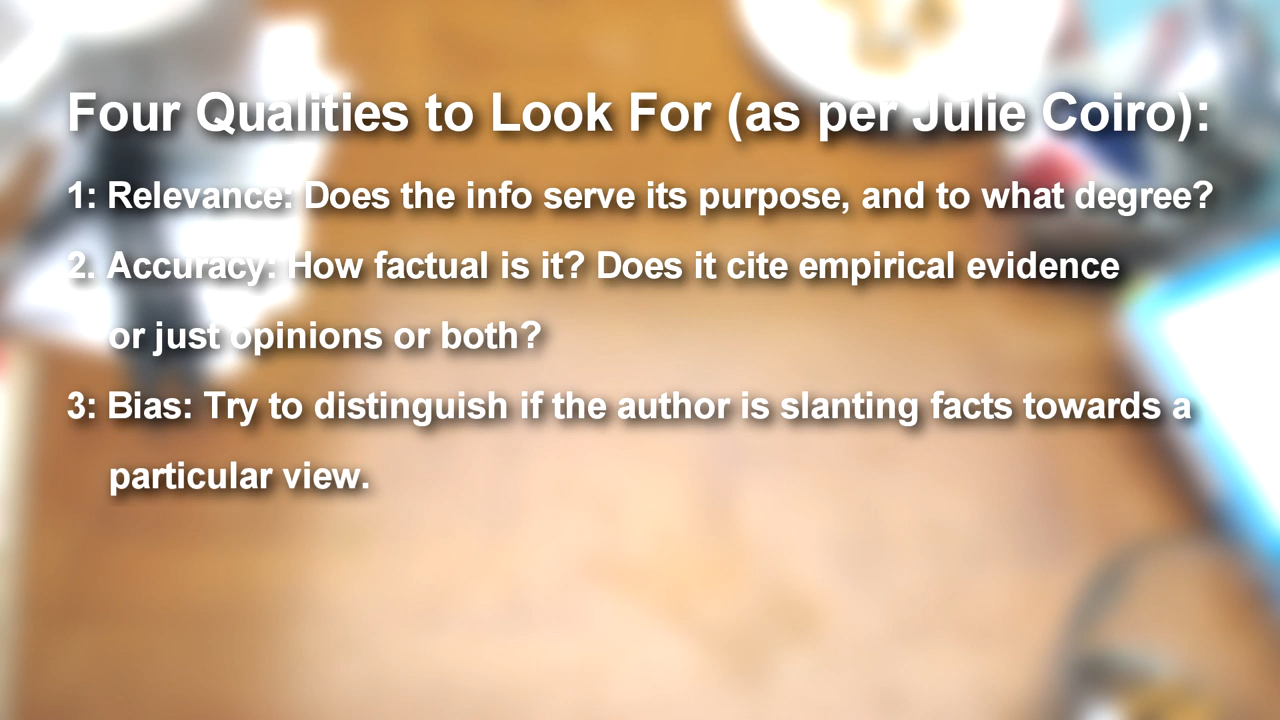 Four Qualities to Look For (as per Julie Coiro):
1: Relevance: Does the info serve its purpose, and to what degree?
2. Accuracy: How factual is it? Does it cite empirical evidence
or just opinions or both?
3: Bias: Try to distinguish if the author is slanting facts towards a
particular view.